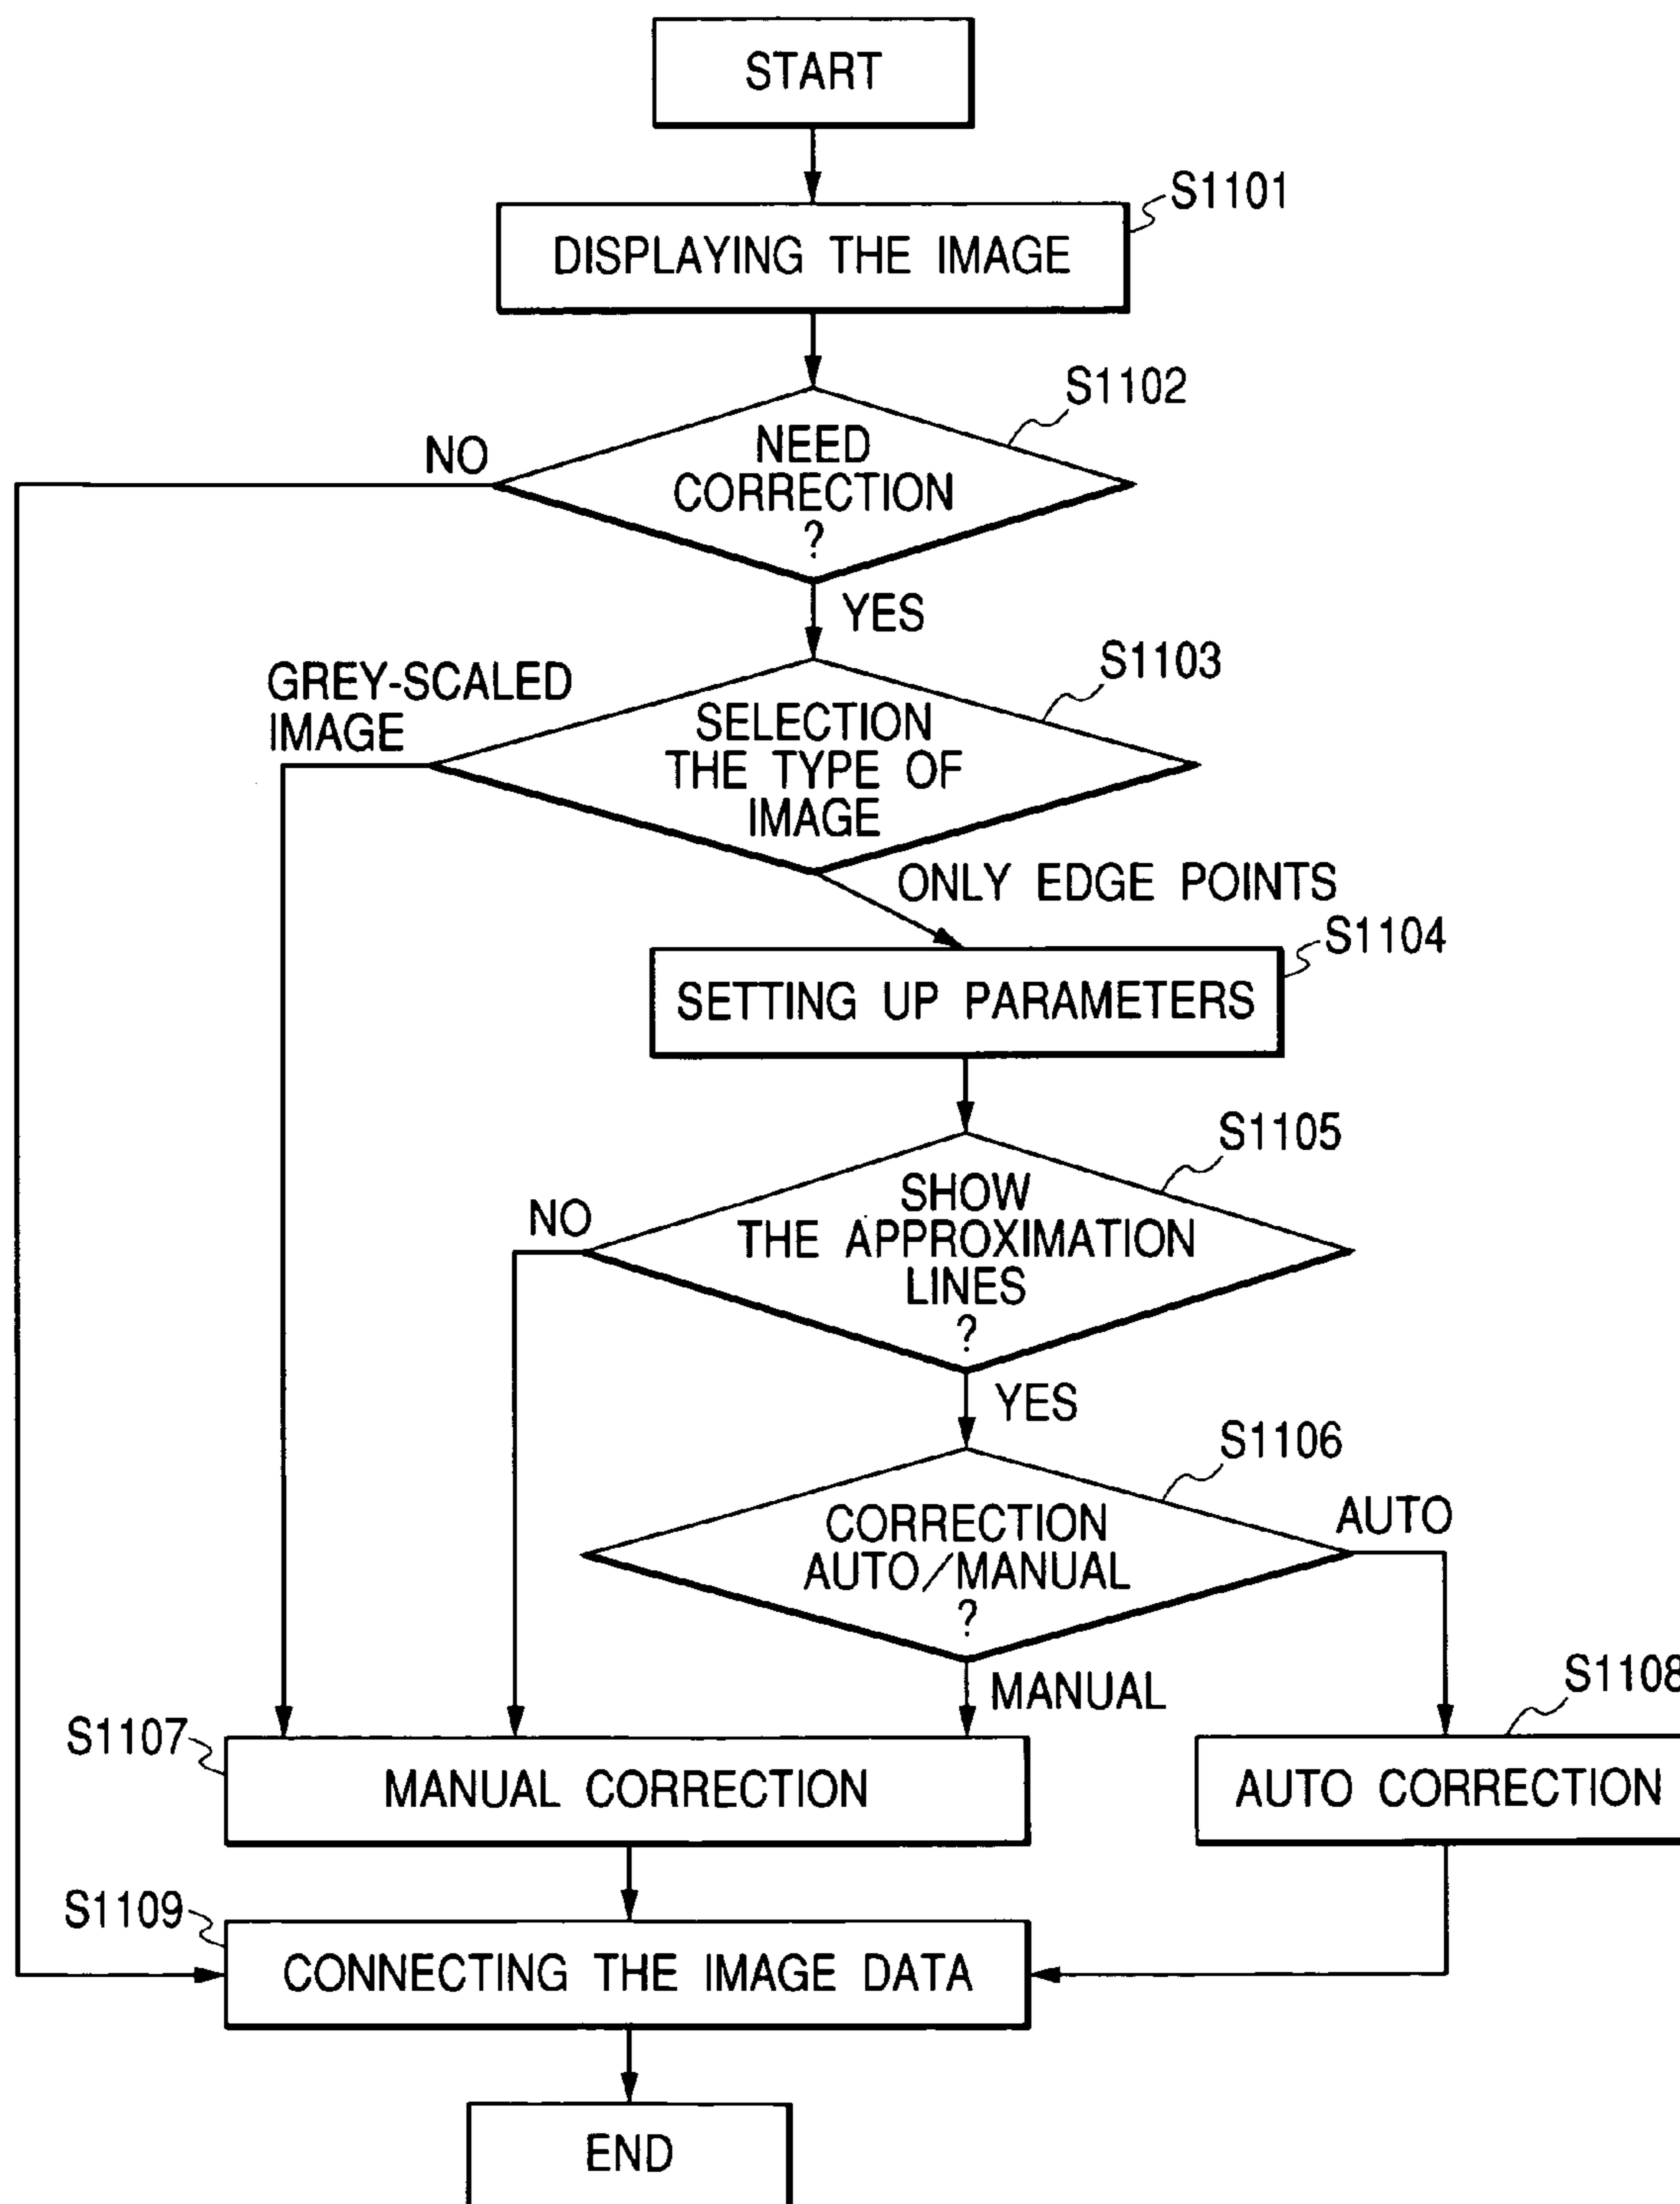 START
S1101
DISPLAYING THE IMAGE
S1102
NO
NEED
CORRECTION
?
YES
S1103
GREY-SCALED
IMAGE
SELECTION
THE TYPE OF
IMAGE
ONLY EDGE POINTS
S1104
SETTING UP PARAMETERS
S1105
NO
SHOW
THE APPROXIMATION
LINES
?
YES
S1106
CORRECTION
AUTO/MANUAL
?
AUTO
MANUAL
S1108
S1107
MANUAL CORRECTION
AUTO CORRECTION
S1109
CONNECTING THE IMAGE DATA
END